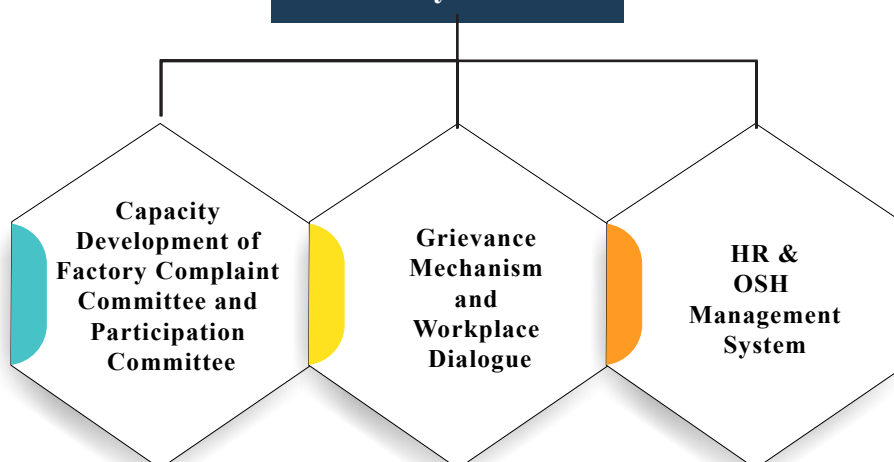 Capacity
Development of
Factory Complaint
Committee and
Participation
Committee
Grievance
Mechanism
and
Workplace
Dialogue
HR &
OSH
Management
System